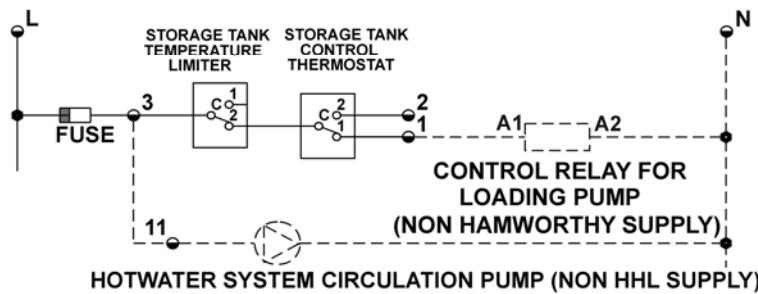 L
N
STORAGE TANK
TEMPERATURE
LIMITER
STORAGE TANK
CONTROL
THERMOSTAT
3
C
1
2
C
2
1
2
1
FUSE
A1
A2
CONTROL RELAY FOR
LOADING PUMP
(NON HAMWORTHY SUPPLY)
11
HOTWATER SYSTEM CIRCULATION PUMP (NON HHL SUPPLY)